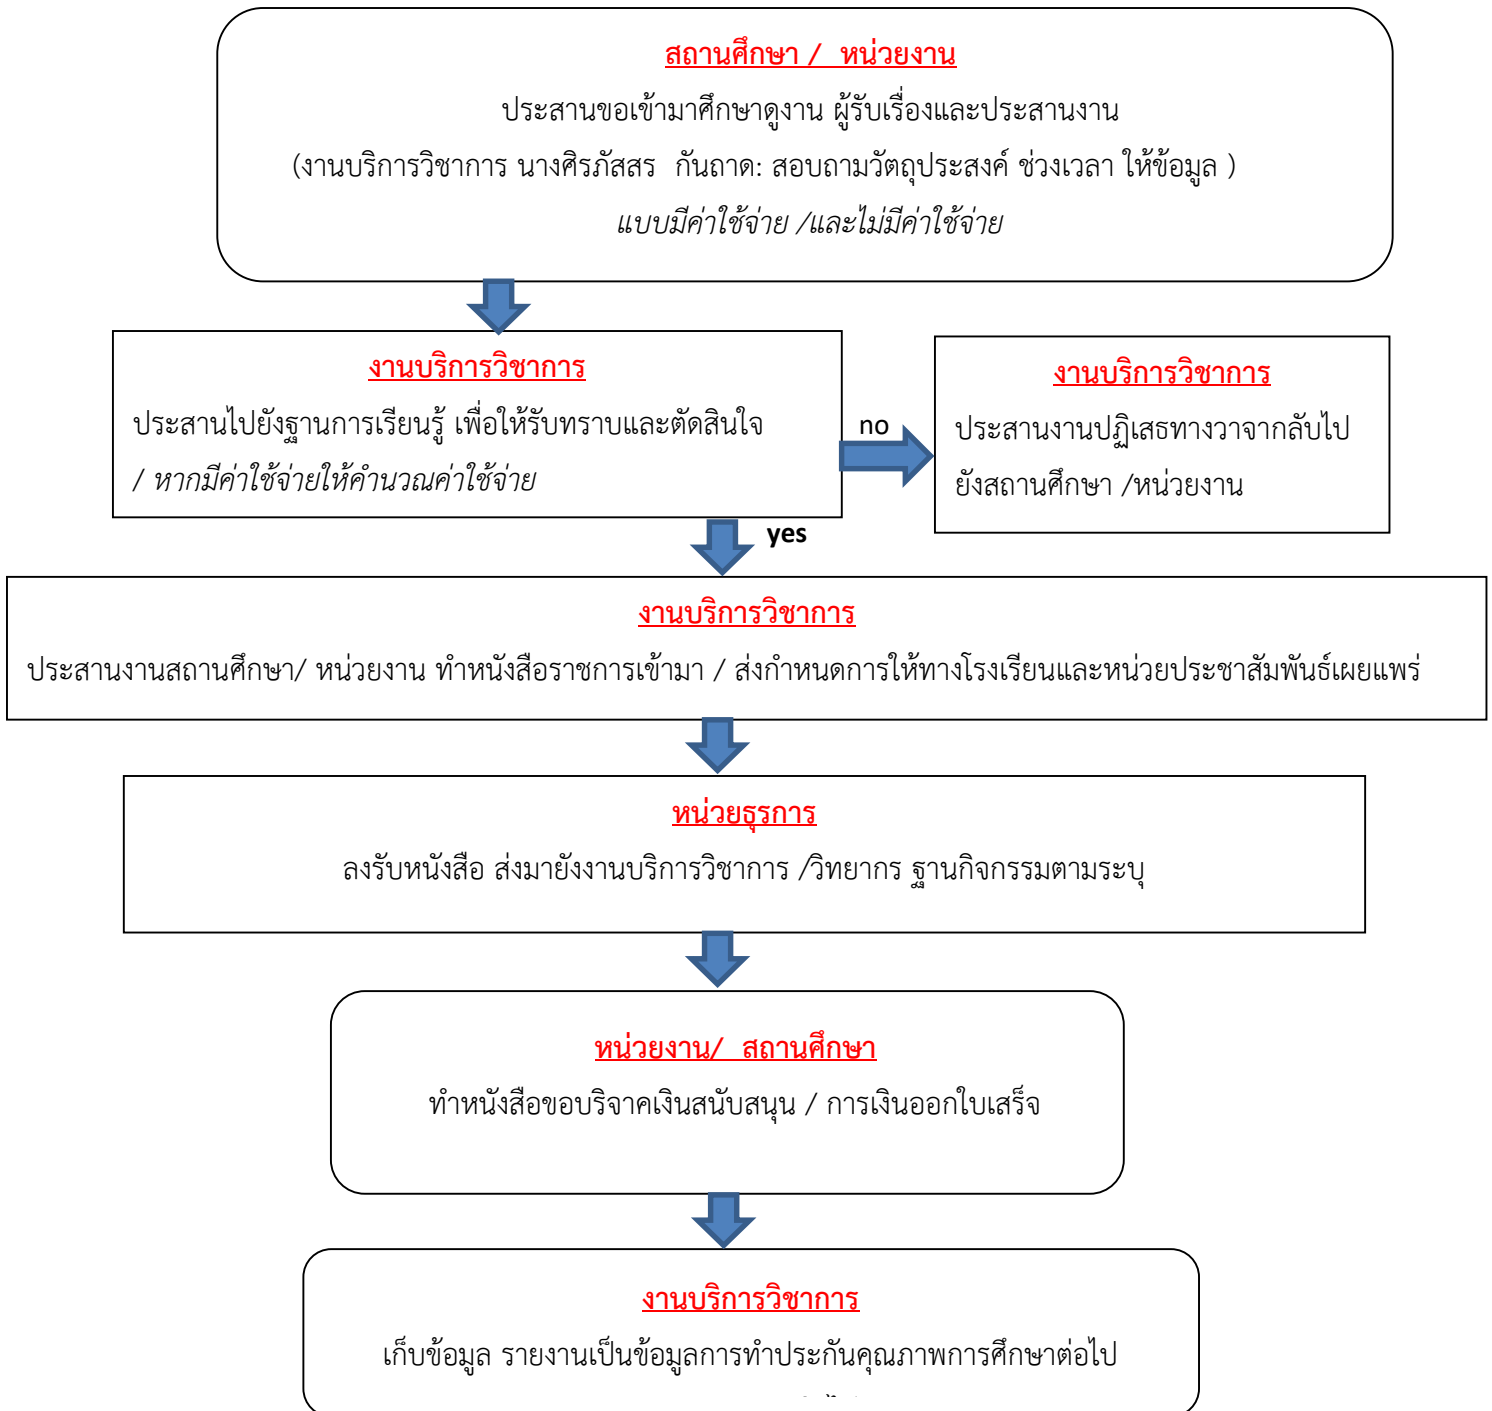 สถานศึกษา / หน่วยงาน
ประสานขอเข้ามาศึกษาดูงาน ผู้รับเรื่องและประสานงาน
(งานบริการวิชาการ นางศิรภัสสร กันถาด: สอบถามวัตถุประสงค์ ช่วงเวลา ให้ข้อมูล )
แบบมีค่าใช้จ่าย /และไม่มีค่าใช้จ่าย
งานบริการวิชาการ
ประสานไปยังฐานการเรียนรู้ เพื่อให้รับทราบและตัดสินใจ
/ หากมีค่าใช้จ่ายให้คำนวณค่าใช้จ่าย
no
งานบริการวิชาการ
ประสานงานปฏิเสธทางวาจากลับไป
ยังสถานศึกษา /หน่วยงาน
yes
งานบริการวิชาการ
ประสานงานสถานศึกษา/ หน่วยงาน ทำหนังสือราชการเข้ามา / ส่งกำหนดการให้ทางโรงเรียนและหน่วยประชาสัมพันธ์เผยแพร่
หน่วยธุรการ
ลงรับหนังสือ ส่งมายังงานบริการวิชาการ /วิทยากร ฐานกิจกรรมตามระบุ
หน่วยงาน/ สถานศึกษา
ทำหนังสือขอบริจาคเงินสนับสนุน / การเงินออกใบเสร็จ
งานบริการวิชาการ
เก็บข้อมูล รายงานเป็นข้อมูลการทำประกันคุณภาพการศึกษาต่อไป